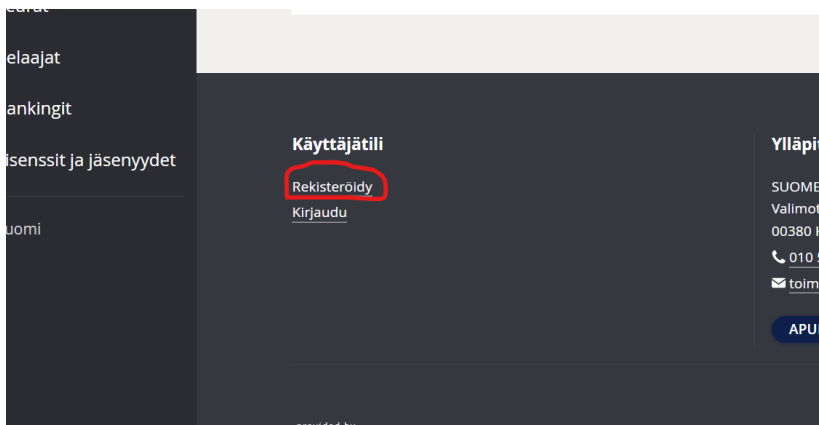 elaajat
ankingit
isenssit ja jäsenyydet
uomi
Käyttäjätili
Rekisteröidy
Kirjaudu
Ylläpi
SUOME
Valimot
00380
010
toim
APU